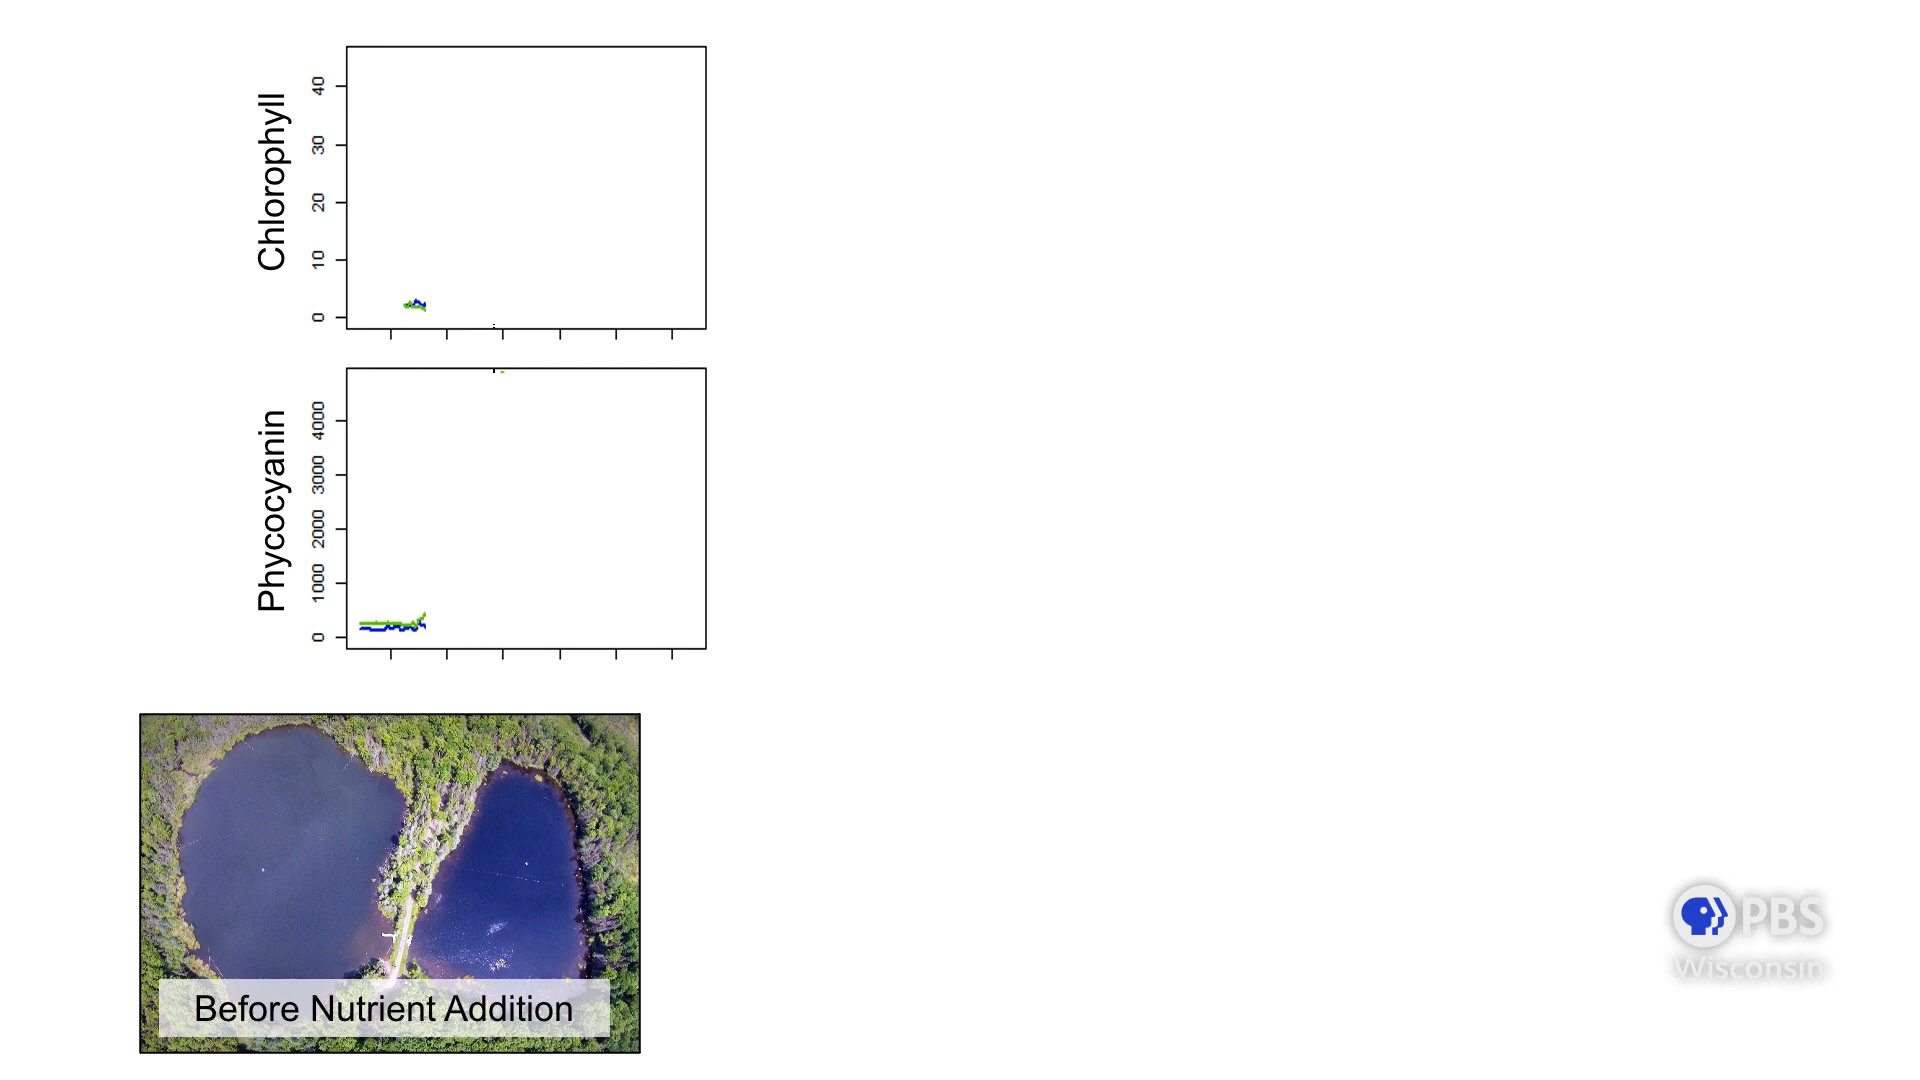 Chlorophyll
40
30
20
10
0
Phycocyanin
4000
3000
2000
1000
0
Before Nutrient Addition
PBS
Wisconsin